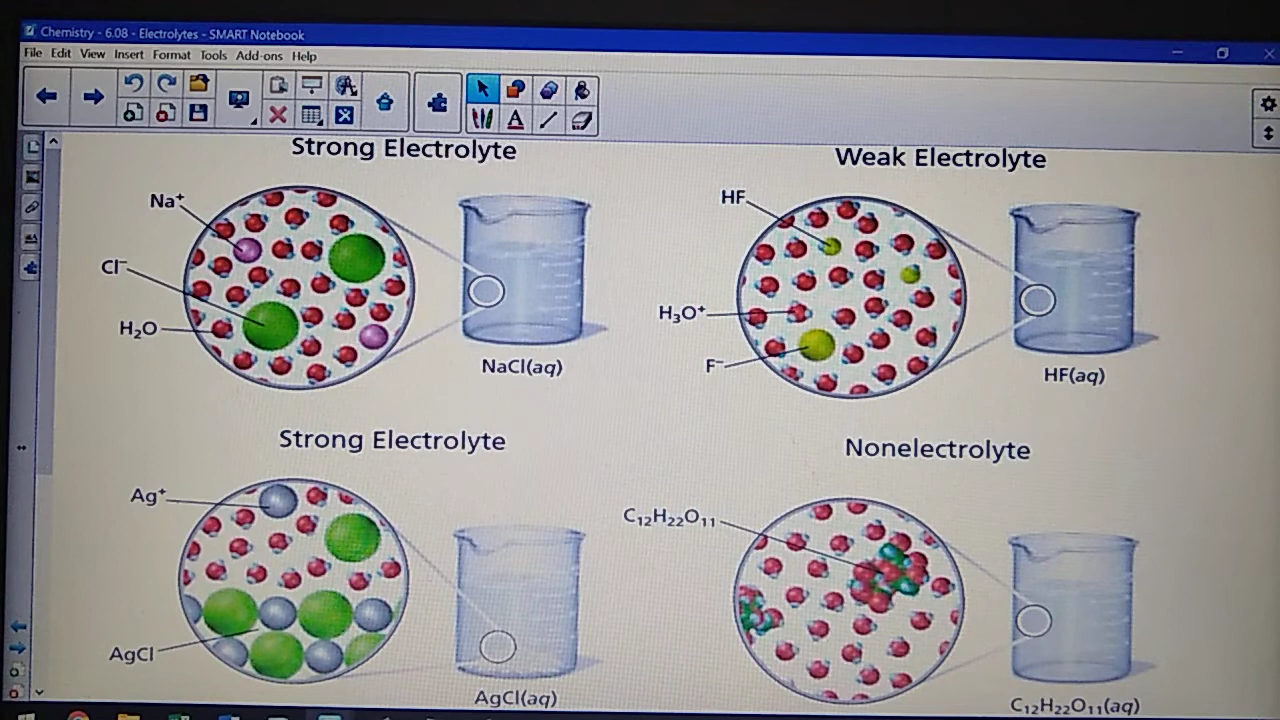 Chemistry - 6.08 - Electrolytes - SMART Notebook
File Edit View Insert Format Tools Add-ons Help
Strong Electrolyte
Na⁺
Cl⁻
H₂O
NaCl(aq)
Weak Electrolyte
HF
H₃O⁺
F⁻
HF(aq)
Strong Electrolyte
Ag⁺
AgCl
AgCl(aq)
Nonelectrolyte
C₁₂H₂₂O₁₁
C₁₂H₂₂O₁₁(aq)